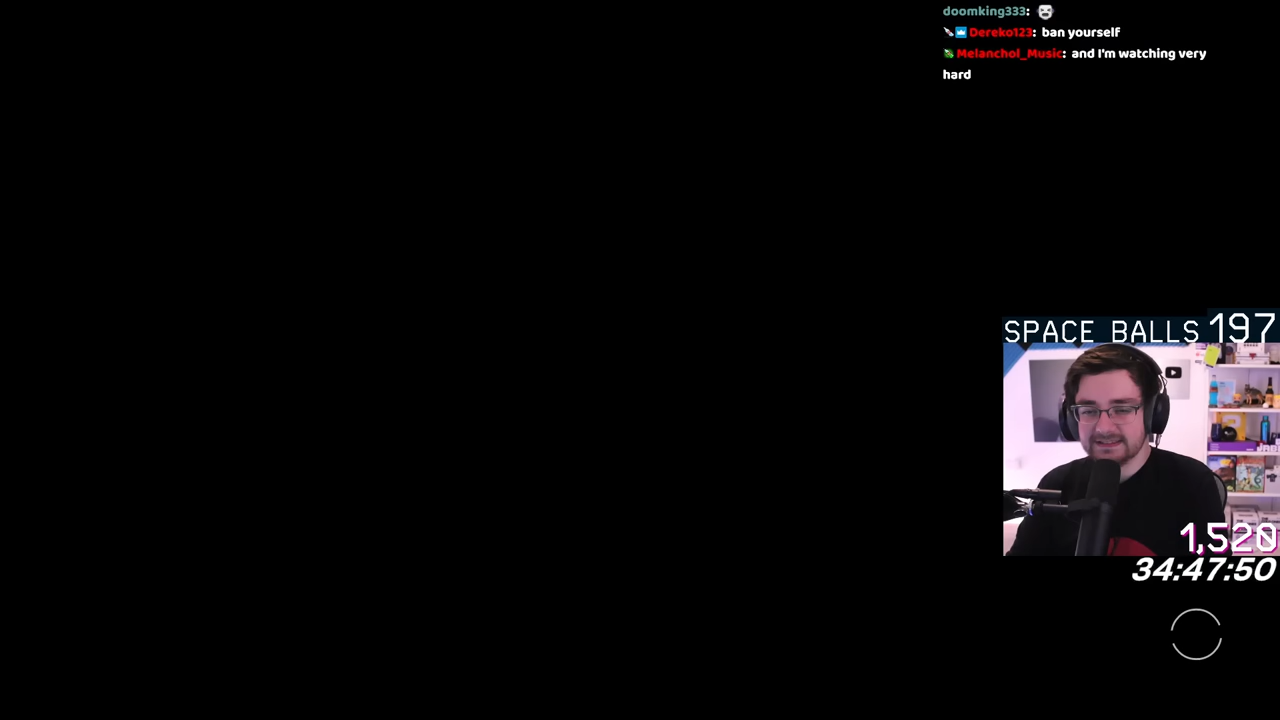 doomking333:
Dereko123: ban yourself
Melanchol_Music: and I'm watching very
hard
SPACE BALLS 197
1,520
34:47:50